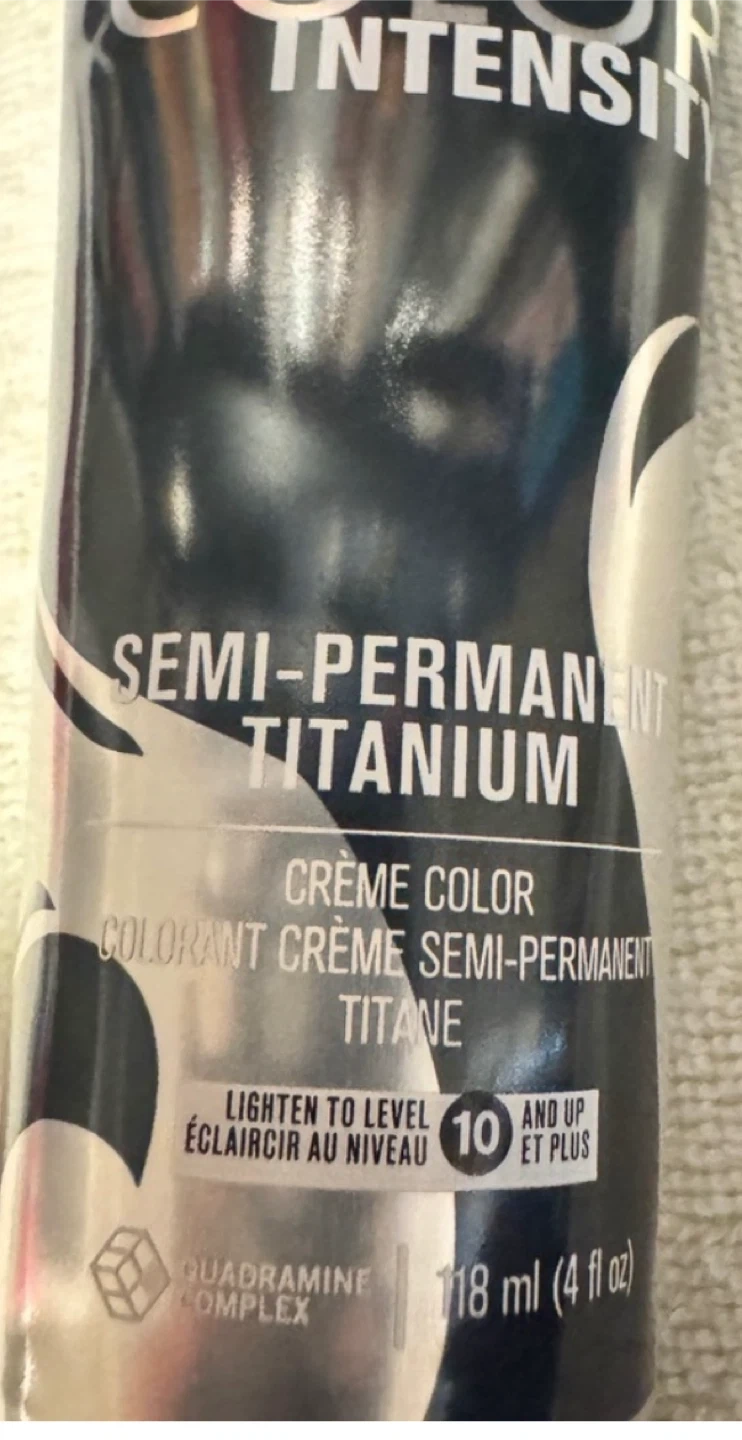 COLOR
INTENSITY
SEMI-PERMANENT
TITANIUM
CRÈME COLOR
COLORANT CRÈME SEMI-PERMANENT
TITANE
LIGHTEN TO LEVEL 10 AND UP
ÉCLAIRCIR AU NIVEAU ET PLUS
QUADRAMINE
COMPLEX
118 ml (4 fl oz)